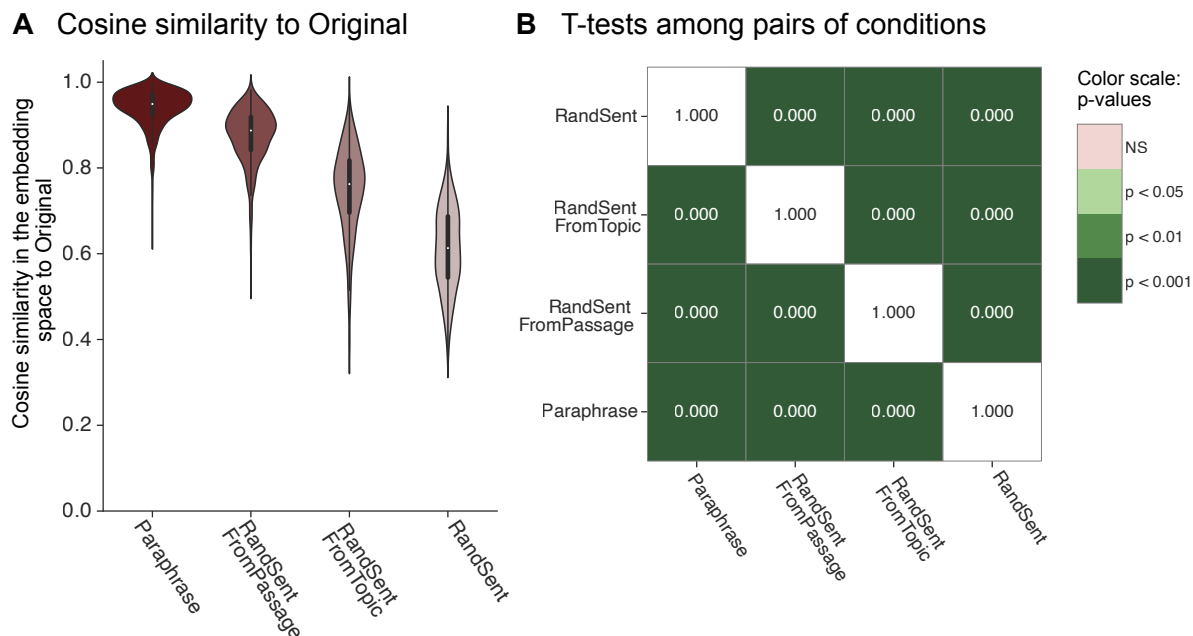 A Cosine similarity to Original
Cosine similarity in the embedding
space to Original
1.0
0.8
0.6
0.4
0.2
0.0
Paraphrase
RandSent
FromPassage
RandSent
FromTopic
RandSent
B T-tests among pairs of conditions
RandSent
1.000 0.000 0.000 0.000
RandSent
FromTopic
0.000 1.000 0.000 0.000
RandSent
FromPassage
0.000 0.000 1.000 0.000
Paraphrase
0.000 0.000 0.000 1.000
Paraphrase
RandSent
FromPassage
RandSent
FromTopic
RandSent
Color scale:
p-values
NS
p < 0.05
p < 0.01
p < 0.001